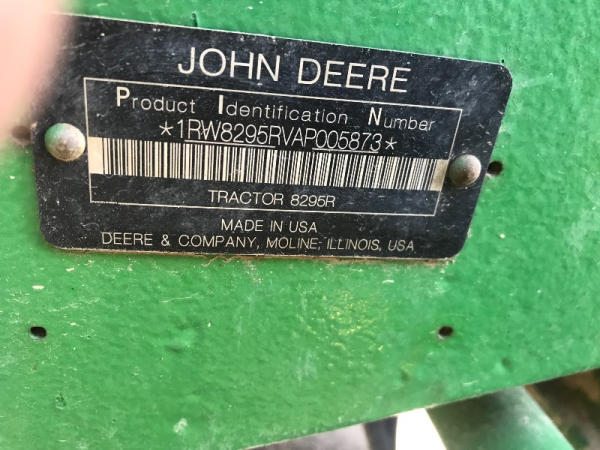 JOHN DEERE
Product Identification Number
*1RW8295RVAP005873*
TRACTOR 8295R
MADE IN USA
DEERE & COMPANY, MOLINE, ILLINOIS, USA